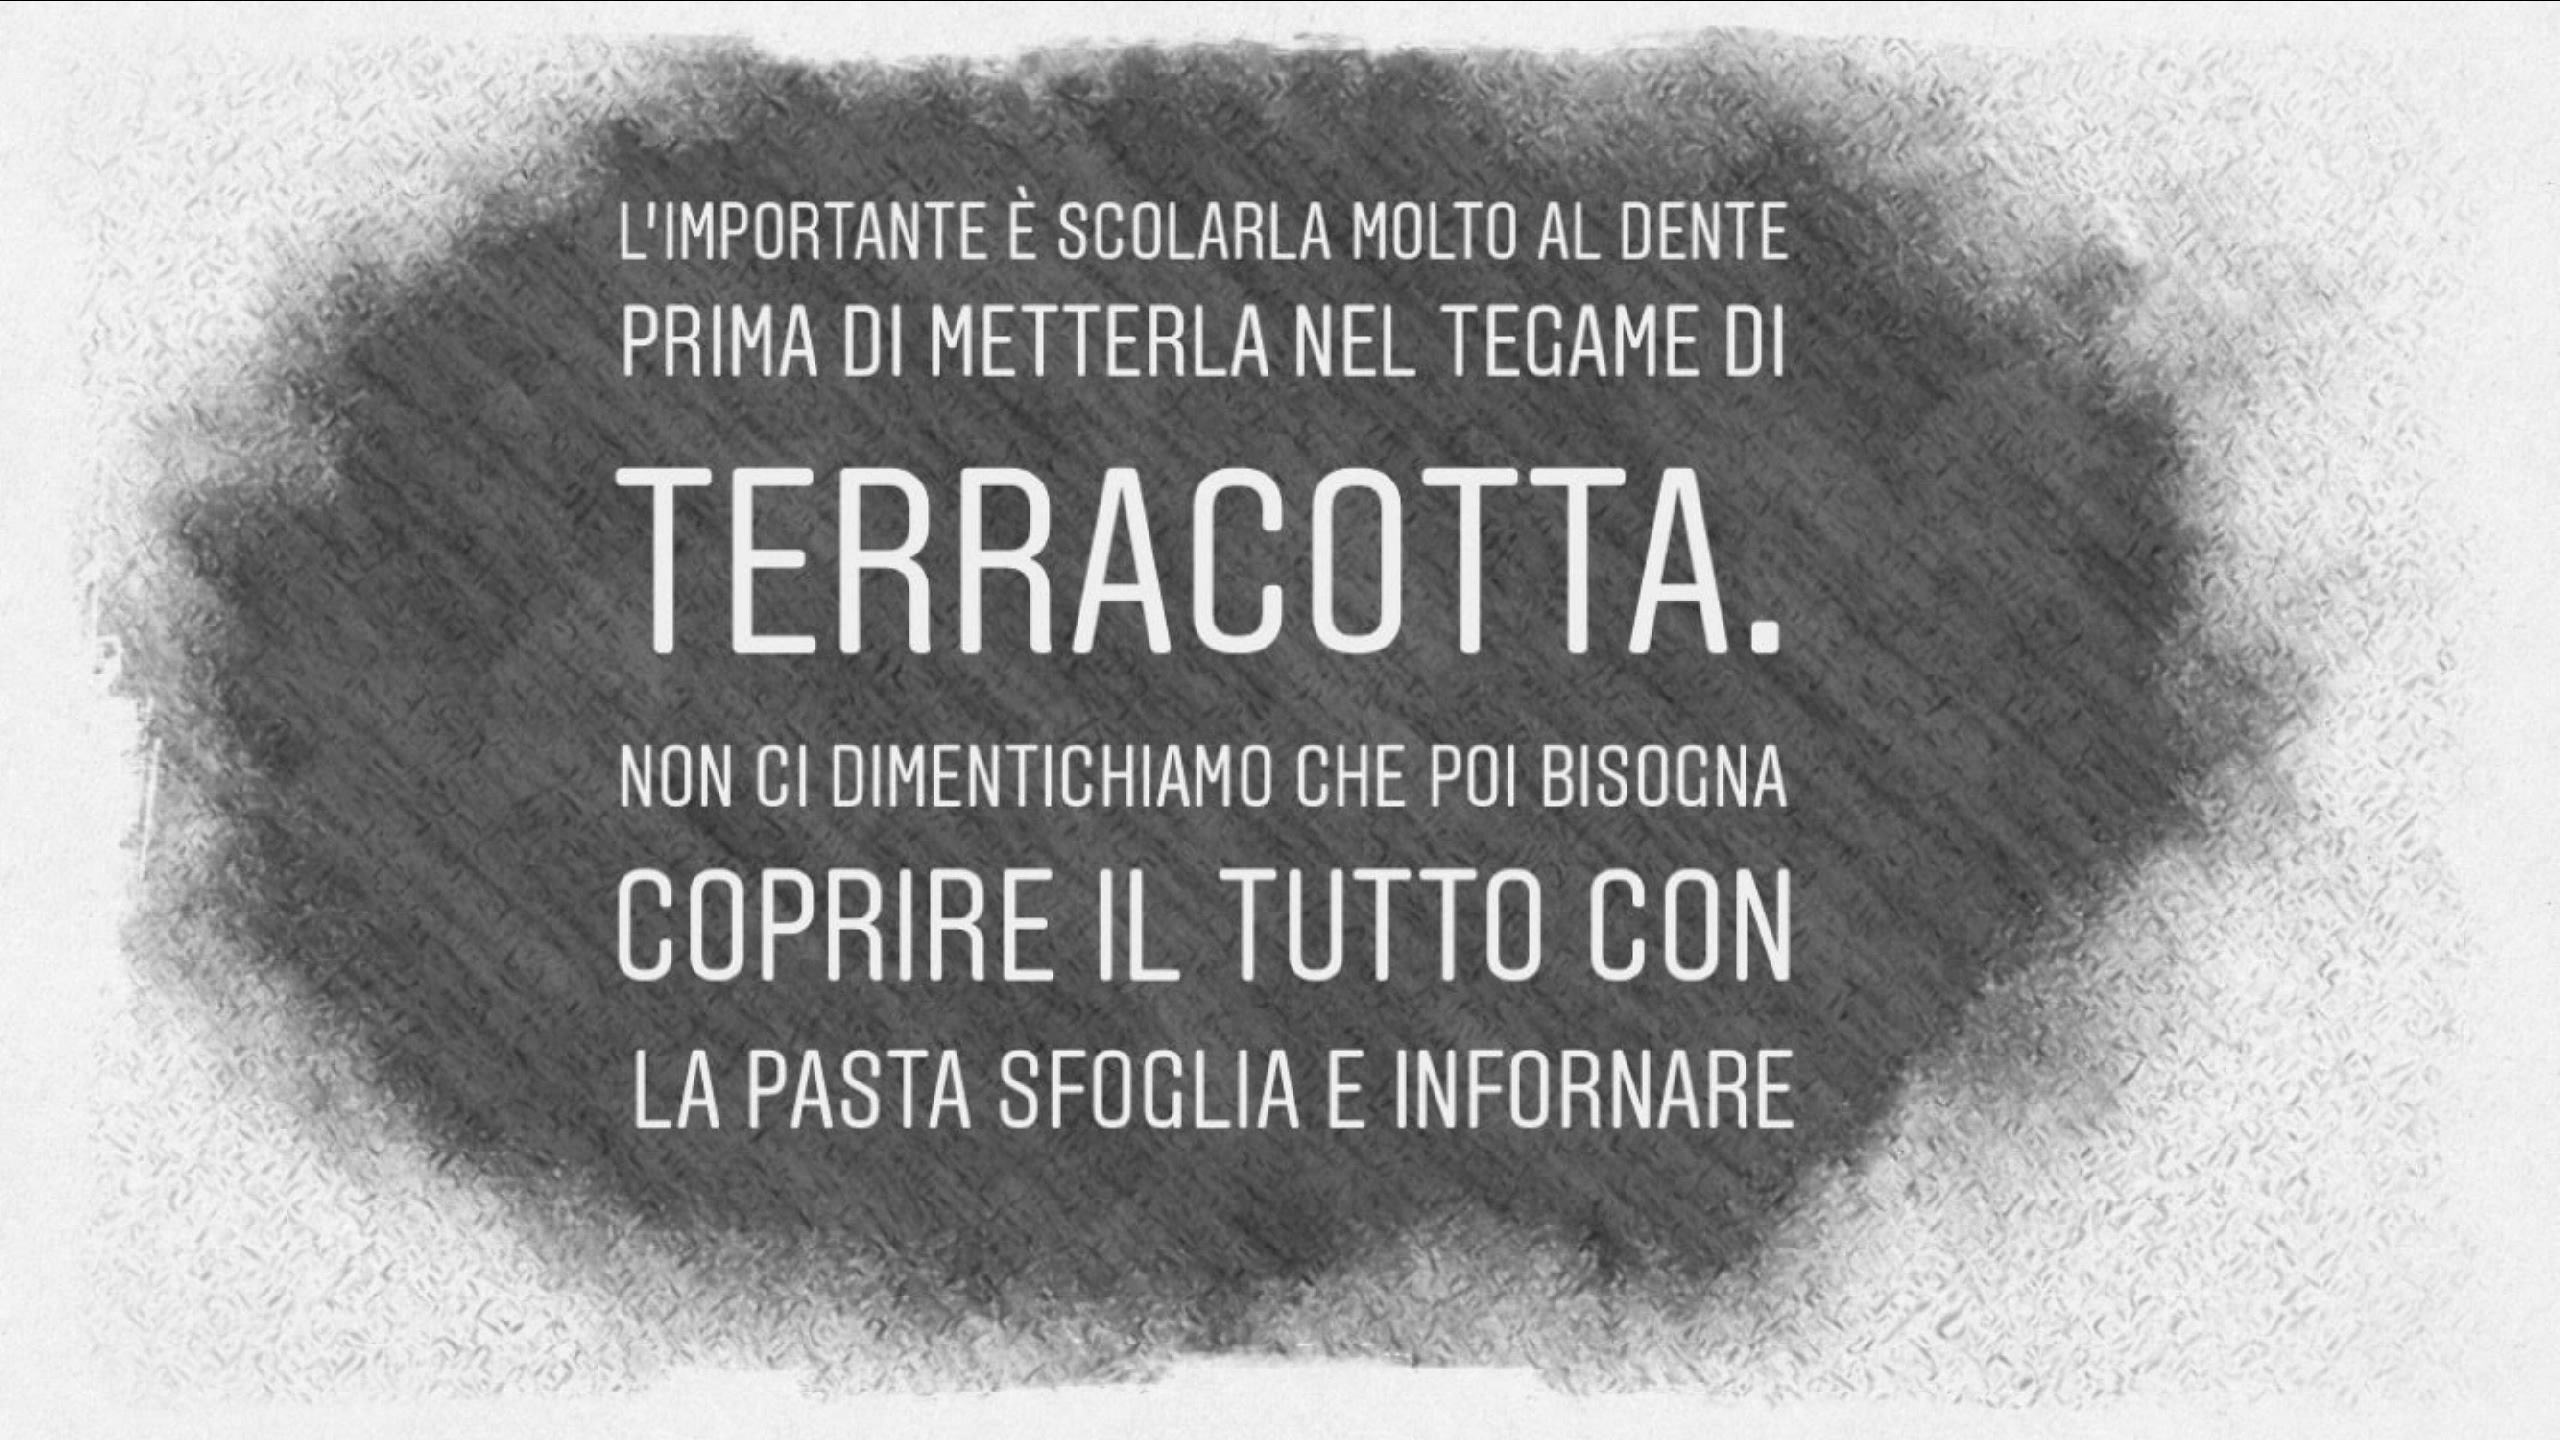 L'IMPORTANTE È SCOLARLA MOLTO AL DENTE
PRIMA DI METTERLA NEL TEGAME DI
TERRACOTTA.
NON CI DIMENTICHIAMO CHE POI BISOGNA
COPRIRE IL TUTTO CON
LA PASTA SFOGLIA E INFORNARE